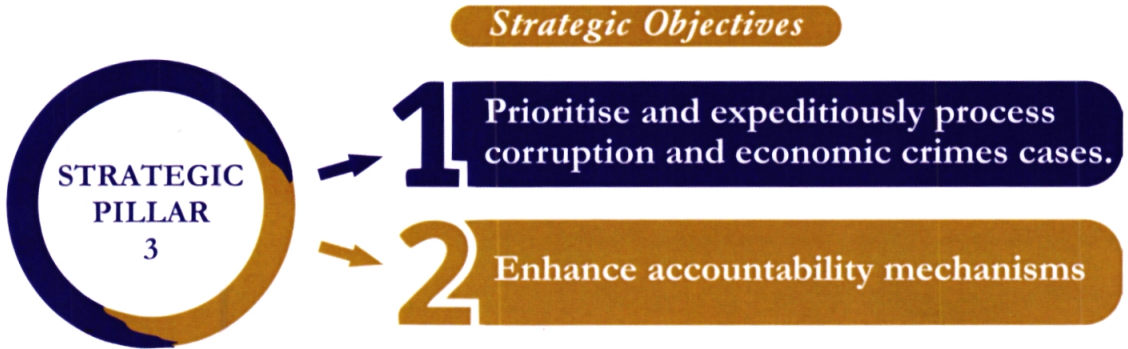 Strategic Objectives
STRATEGIC
PILLAR
3
1
Prioritise and expeditiously process
corruption and economic crimes cases.
2
Enhance accountability mechanisms